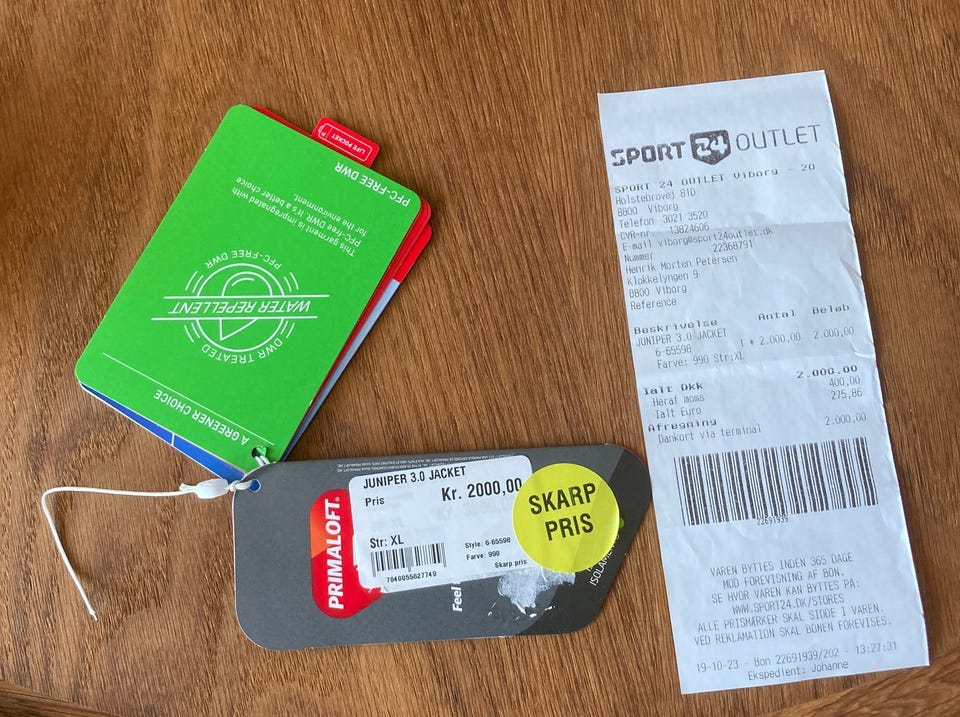 LIFE POCKET
PFC-FREE DWR
This garment is impregnated with
PFC-free DWR. It's a better choice
for the environment.
PFC-FREE DWR
WATER REPELLENT
DWR TREATED
A GREENER CHOICE
PRIMALOFT®
JUNIPER 3.0 JACKET
Pris Kr. 2000,00
Str: XL
Style: 6-65598
Farve: 990
7040055627749 Skarp pris
SKARP
PRIS
Feel
SPORT 24 OUTLET
SPORT 24 OUTLET Viborg - 20
Holstebrovej 81D
8800 Viborg
Telefon 3021 3520
CVR-nr. 13824606
E-mail viborg@sport24outlet.dk
Nummer 22368791
Henrik Morten Petersen
Klokkelyngen 9
8800 Viborg
Reference
Beskrivelse Antal Beløb
JUNIPER 3.0 JACKET
6-65598 1 * 2.000,00 2.000,00
Farve: 990 Str:XL
Ialt Dkk 2.000,00
Heraf moms 400,00
Ialt Euro 275,86
Afregning
Dankort via terminal 2.000,00
22691939
VAREN BYTTES INDEN 365 DAGE
MOD FOREVISNING AF BON.
SE HVOR VAREN KAN BYTTES PÅ:
WWW.SPORT24.DK/STORES
ALLE PRISMÆRKER SKAL SIDDE I VAREN.
VED REKLAMATION SKAL BONEN FOREVISES.
19-10-23 - Bon 22691939/202 - 13:27:31
Ekspedient: Johanne